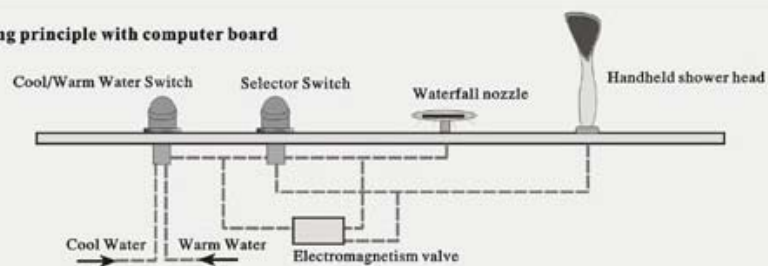 ng principle with computer board
Cool/Warm Water Switch
Selector Switch
Waterfall nozzle
Handheld shower head
Cool Water
Warm Water
Electromagnetism valve